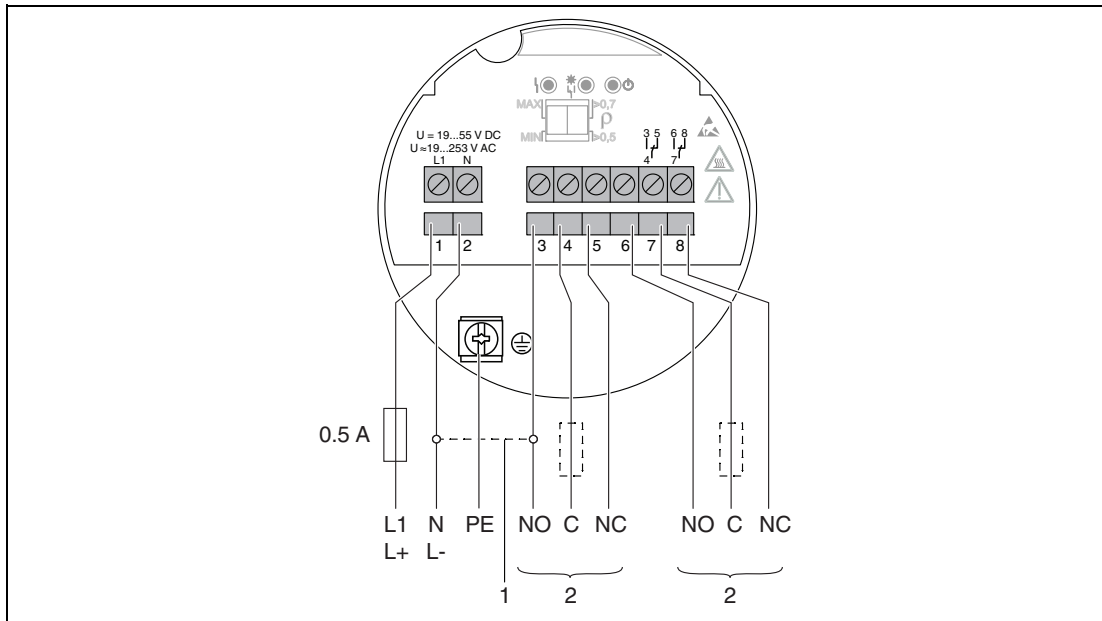 MAX >0,7
ρ
MIN >0,5
U = 19...55 V DC
U ≈19...253 V AC
L1 N
3 5 6 8
4 7
1 2 3 4 5 6 7 8
0.5 A
L1 N PE NO C NC NO C NC
L+ L-
1 2 2